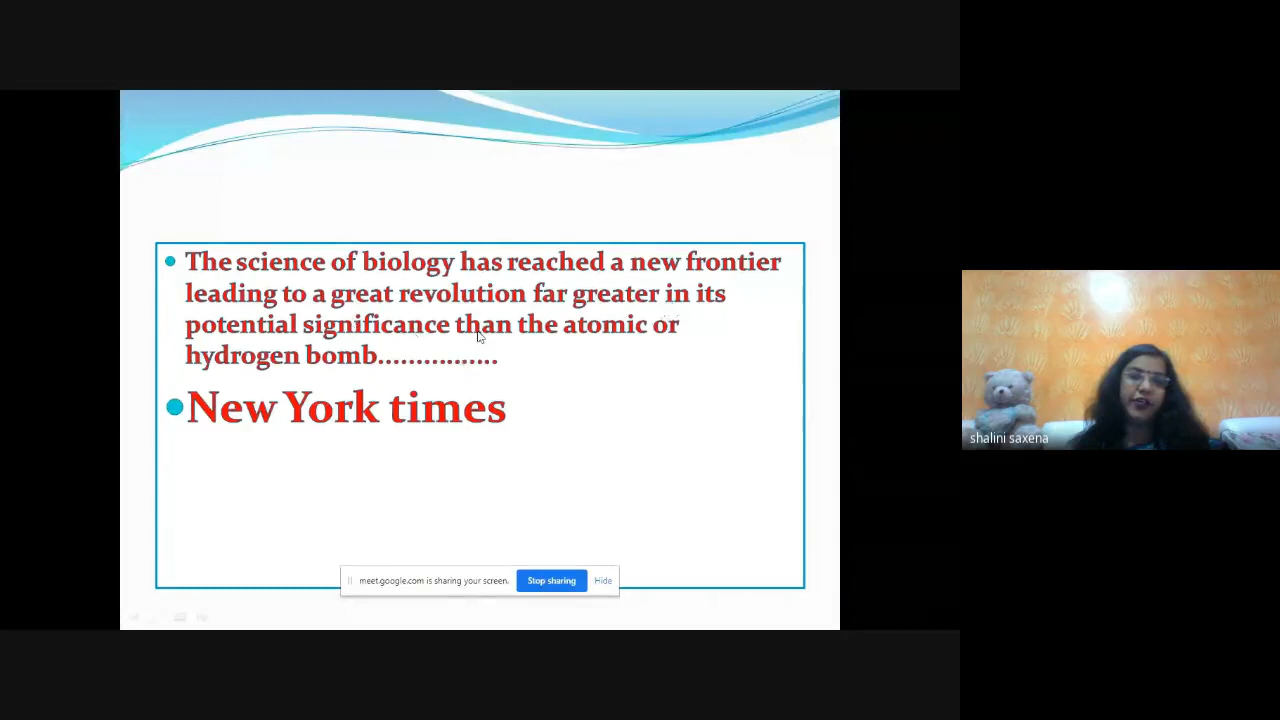 The science of biology has reached a new frontier
leading to a great revolution far greater in its
potential significance than the atomic or
hydrogen bomb...............
New York times
shalini saxena
meet.google.com is sharing your screen.
Stop sharing
Hide